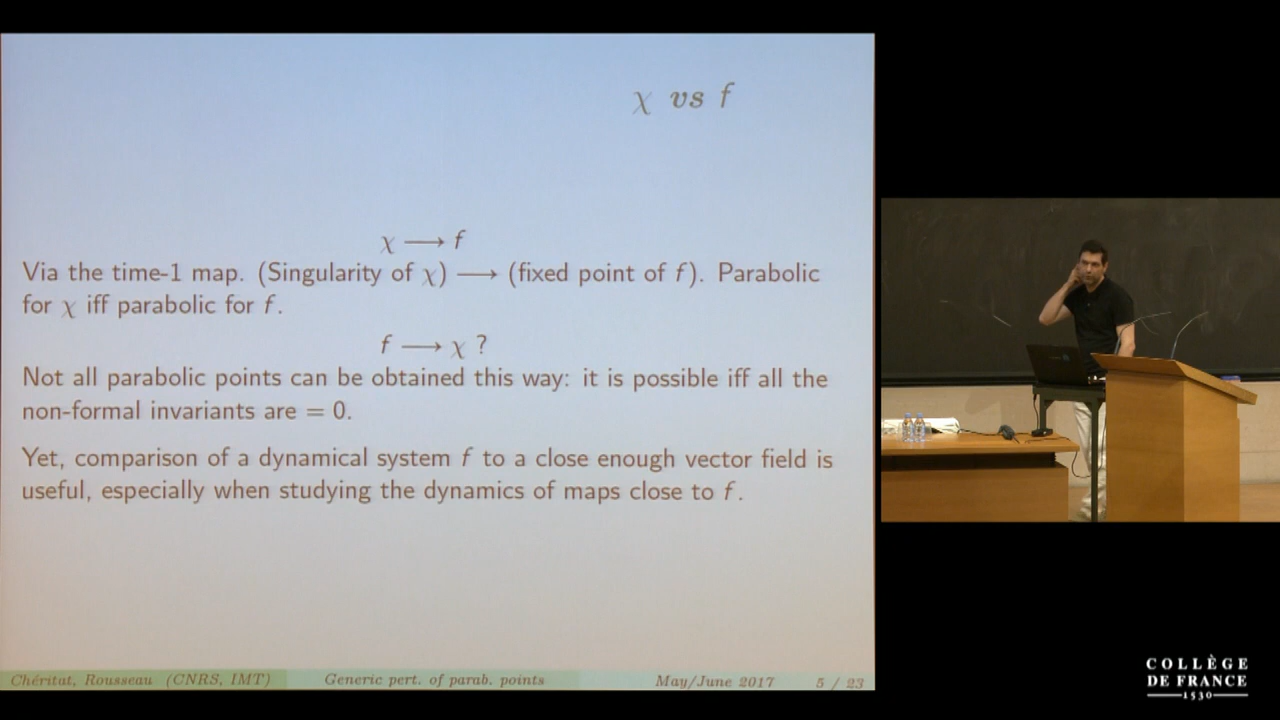 χ vs f
χ ⟶ f
Via the time-1 map. (Singularity of χ) ⟶ (fixed point of f). Parabolic
for χ iff parabolic for f.
f ⟶ χ ?
Not all parabolic points can be obtained this way: it is possible iff all the
non-formal invariants are = 0.
Yet, comparison of a dynamical system f to a close enough vector field is
useful, especially when studying the dynamics of maps close to f.
Chéritat, Rousseau (CNRS, IMT) Generic pert. of parab. points May/June 2017 5 / 23
COLLÈGE
DE FRANCE
1530